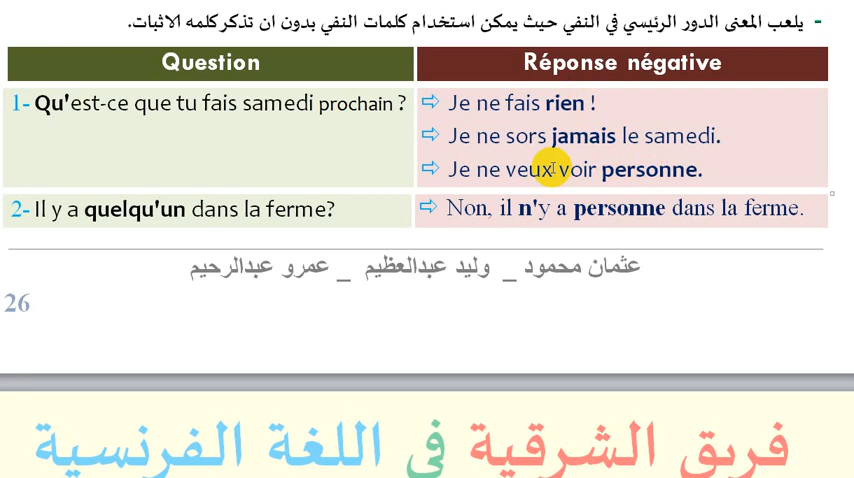 - يلعب المعنى الدور الرئيسي في النفي حيث يمكن استخدام كلمات النفي بدون ان تذكر كلمه الاثبات.
Question
Réponse négative
1- Qu'est-ce que tu fais samedi prochain ?
⇨ Je ne fais rien !
⇨ Je ne sors jamais le samedi.
⇨ Je ne veux voir personne.
2- Il y a quelqu'un dans la ferme?
⇨ Non, il n'y a personne dans la ferme.
عثمان محمود _ وليد عبدالعظيم _ عمرو عبدالرحيم
26
فريق الشرقية في اللغة الفرنسية